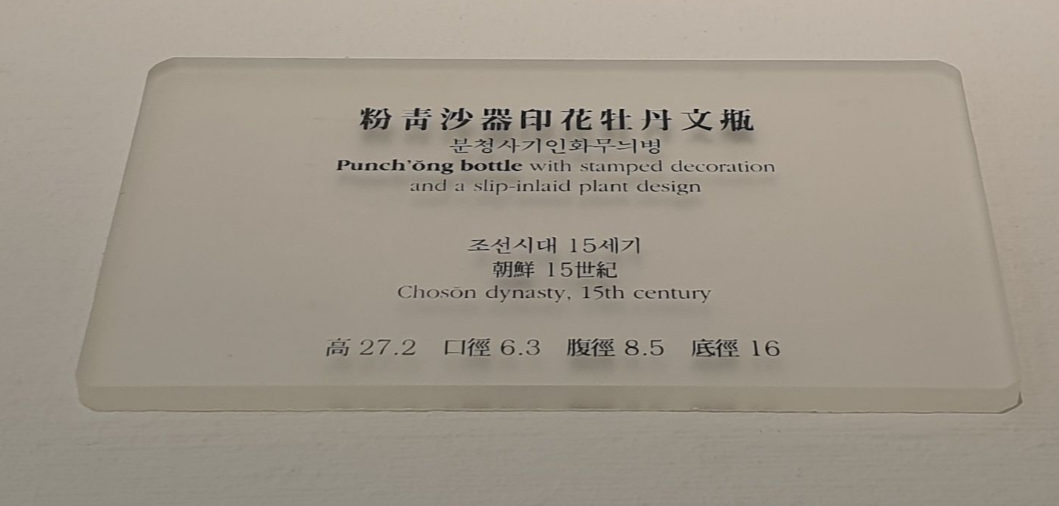 粉靑沙器印花牡丹文甁
분청사기인화무늬병
Punch'ŏng bottle with stamped decoration
and a slip-inlaid plant design
조선시대 15세기
朝鮮 15世紀
Chosŏn dynasty, 15th century
高 27.2 口徑 6.3 腹徑 8.5 底徑 16